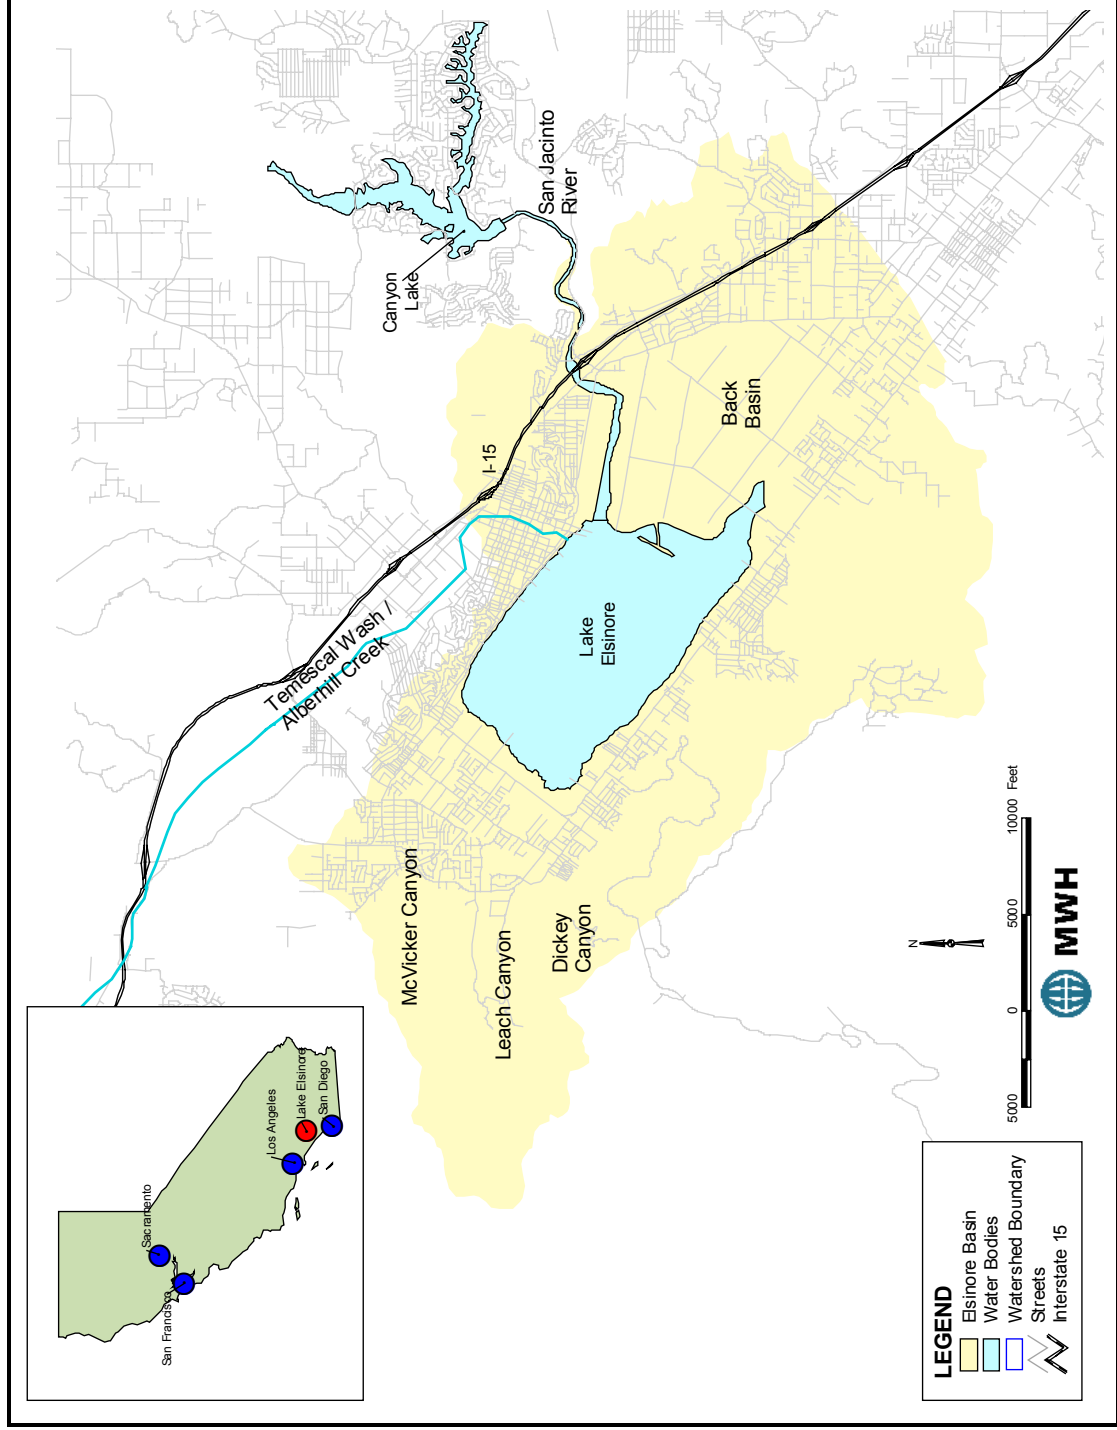 San Francisco
Sacramento
Los Angeles
Lake Elsinore
San Diego
Temescal Wash /
Alberhill Creek
Canyon
Lake
San Jacinto
River
I-15
McVicker Canyon
Leach Canyon
Dickey
Canyon
Lake
Elsinore
Back
Basin
LEGEND
Elsinore Basin
Water Bodies
Watershed Boundary
Streets
Interstate 15
N
5000 0 5000 10000 Feet
MWH